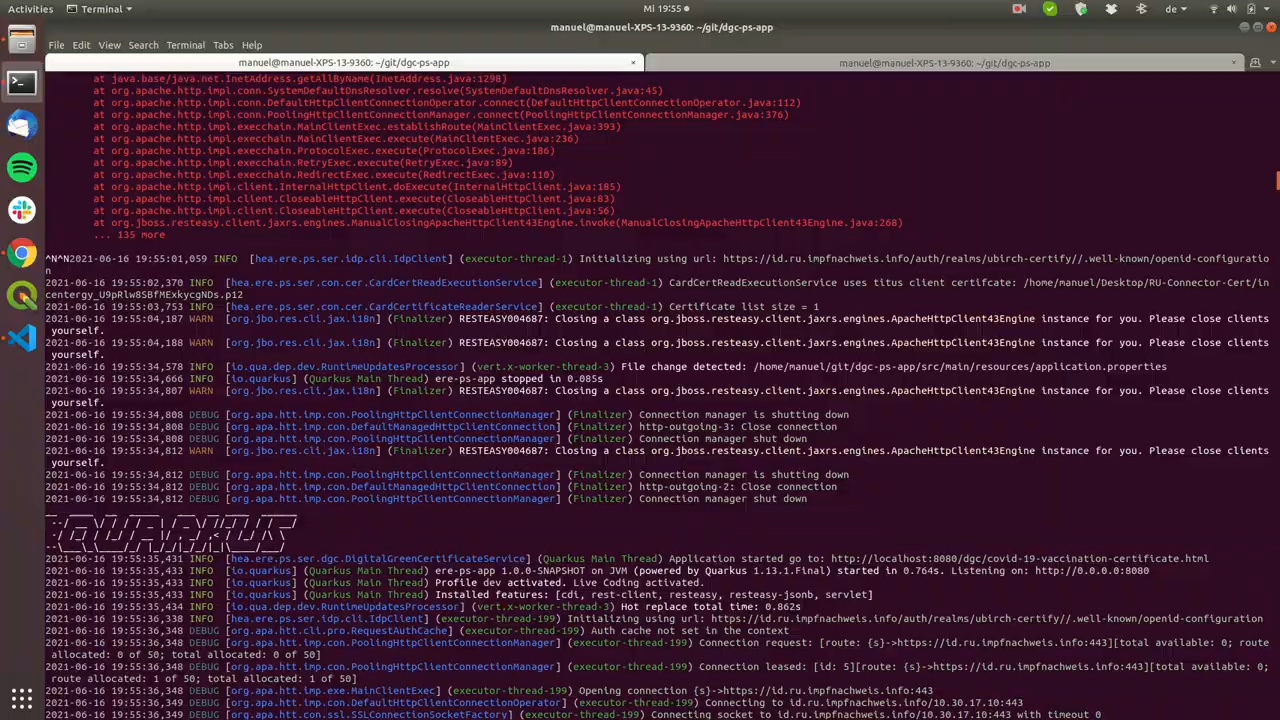 Activities
Terminal
Mi 19:55
de
manuel@manuel-XPS-13-9360: ~/git/dgc-ps-app
File Edit View Search Terminal Tabs Help
manuel@manuel-XPS-13-9360: ~/git/dgc-ps-app
manuel@manuel-XPS-13-9360: ~/git/dgc-ps-app
at java.base/java.net.InetAddress.getAllByName(InetAddress.java:1298)
at org.apache.http.impl.conn.SystemDefaultDnsResolver.resolve(SystemDefaultDnsResolver.java:45)
at org.apache.http.impl.conn.DefaultHttpClientConnectionOperator.connect(DefaultHttpClientConnectionOperator.java:112)
at org.apache.http.impl.conn.PoolingHttpClientConnectionManager.connect(PoolingHttpClientConnectionManager.java:376)
at org.apache.http.impl.execchain.MainClientExec.establishRoute(MainClientExec.java:393)
at org.apache.http.impl.execchain.MainClientExec.execute(MainClientExec.java:236)
at org.apache.http.impl.execchain.ProtocolExec.execute(ProtocolExec.java:186)
at org.apache.http.impl.execchain.RetryExec.execute(RetryExec.java:89)
at org.apache.http.impl.execchain.RedirectExec.execute(RedirectExec.java:110)
at org.apache.http.impl.client.InternalHttpClient.doExecute(InternalHttpClient.java:185)
at org.apache.http.impl.client.CloseableHttpClient.execute(CloseableHttpClient.java:83)
at org.apache.http.impl.client.CloseableHttpClient.execute(CloseableHttpClient.java:56)
at org.jboss.resteasy.client.jaxrs.engines.ManualClosingApacheHttpClient43Engine.invoke(ManualClosingApacheHttpClient43Engine.java:268)
... 135 more
^N^N2021-06-16 19:55:01,059 INFO [hea.ere.ps.ser.idp.cli.IdpClient] (executor-thread-1) Initializing using url: https://id.ru.impfnachweis.info/auth/realms/ubirch-certify//.well-known/openid-configuratio
n
2021-06-16 19:55:02,370 INFO [hea.ere.ps.ser.con.cer.CardCertReadExecutionService] (executor-thread-1) CardCertReadExecutionService uses titus client certifcate: /home/manuel/Desktop/RU-Connector-Cert/in
centergy_U9pRlw8SBfMExkycgNDs.p12
2021-06-16 19:55:03,753 INFO [hea.ere.ps.ser.con.cer.CardCertificateReaderService] (executor-thread-1) Certificate list size = 1
2021-06-16 19:55:04,187 WARN [org.jbo.res.cli.jax.i18n] (Finalizer) RESTEASY004687: Closing a class org.jboss.resteasy.client.jaxrs.engines.ApacheHttpClient43Engine instance for you. Please close clients
yourself.
2021-06-16 19:55:04,188 WARN [org.jbo.res.cli.jax.i18n] (Finalizer) RESTEASY004687: Closing a class org.jboss.resteasy.client.jaxrs.engines.ApacheHttpClient43Engine instance for you. Please close clients
yourself.
2021-06-16 19:55:34,578 INFO [io.qua.dep.dev.RuntimeUpdatesProcessor] (vert.x-worker-thread-3) File change detected: /home/manuel/git/dgc-ps-app/src/main/resources/application.properties
2021-06-16 19:55:34,666 INFO [io.quarkus] (Quarkus Main Thread) ere-ps-app stopped in 0.085s
2021-06-16 19:55:34,807 WARN [org.jbo.res.cli.jax.i18n] (Finalizer) RESTEASY004687: Closing a class org.jboss.resteasy.client.jaxrs.engines.ApacheHttpClient43Engine instance for you. Please close clients
yourself.
2021-06-16 19:55:34,808 DEBUG [org.apa.htt.imp.con.PoolingHttpClientConnectionManager] (Finalizer) Connection manager is shutting down
2021-06-16 19:55:34,808 DEBUG [org.apa.htt.imp.con.DefaultManagedHttpClientConnection] (Finalizer) http-outgoing-3: Close connection
2021-06-16 19:55:34,808 DEBUG [org.apa.htt.imp.con.PoolingHttpClientConnectionManager] (Finalizer) Connection manager shut down
2021-06-16 19:55:34,812 WARN [org.jbo.res.cli.jax.i18n] (Finalizer) RESTEASY004687: Closing a class org.jboss.resteasy.client.jaxrs.engines.ApacheHttpClient43Engine instance for you. Please close clients
yourself.
2021-06-16 19:55:34,812 DEBUG [org.apa.htt.imp.con.PoolingHttpClientConnectionManager] (Finalizer) Connection manager is shutting down
2021-06-16 19:55:34,812 DEBUG [org.apa.htt.imp.con.DefaultManagedHttpClientConnection] (Finalizer) http-outgoing-2: Close connection
2021-06-16 19:55:34,812 DEBUG [org.apa.htt.imp.con.PoolingHttpClientConnectionManager] (Finalizer) Connection manager shut down
__  ____  __  _____   ___  __ ____  ______
 --/ __ \/ / / / _ | / _ \/ //_/ / / / __/
 -/ /_/ / /_/ / __ |/ , _/ ,< / /_/ /\ \
--\___\_\____/_/ |_/_/|_/_/|_|\____/___/
2021-06-16 19:55:35,431 INFO [hea.ere.ps.ser.dgc.DigitalGreenCertificateService] (Quarkus Main Thread) Application started go to: http://localhost:8080/dgc/covid-19-vaccination-certificate.html
2021-06-16 19:55:35,433 INFO [io.quarkus] (Quarkus Main Thread) ere-ps-app 1.0.0-SNAPSHOT on JVM (powered by Quarkus 1.13.1.Final) started in 0.764s. Listening on: http://0.0.0.0:8080
2021-06-16 19:55:35,433 INFO [io.quarkus] (Quarkus Main Thread) Profile dev activated. Live Coding activated.
2021-06-16 19:55:35,434 INFO [io.quarkus] (Quarkus Main Thread) Installed features: [cdi, rest-client, resteasy, resteasy-jsonb, servlet]
2021-06-16 19:55:35,434 INFO [io.qua.dep.dev.RuntimeUpdatesProcessor] (vert.x-worker-thread-3) Hot replace total time: 0.862s
2021-06-16 19:55:36,338 INFO [hea.ere.ps.ser.idp.cli.IdpClient] (executor-thread-199) Initializing using url: https://id.ru.impfnachweis.info/auth/realms/ubirch-certify//.well-known/openid-configuration
2021-06-16 19:55:36,348 DEBUG [org.apa.htt.cli.pro.RequestAuthCache] (executor-thread-199) Auth cache not set in the context
2021-06-16 19:55:36,348 DEBUG [org.apa.htt.imp.con.PoolingHttpClientConnectionManager] (executor-thread-199) Connection request: [route: {s}->https://id.ru.impfnachweis.info:443][total available: 0; route
allocated: 0 of 50; total allocated: 0 of 50]
2021-06-16 19:55:36,348 DEBUG [org.apa.htt.imp.con.PoolingHttpClientConnectionManager] (executor-thread-199) Connection leased: [id: 5][route: {s}->https://id.ru.impfnachweis.info:443][total available: 0;
route allocated: 1 of 50; total allocated: 1 of 50]
2021-06-16 19:55:36,348 DEBUG [org.apa.htt.imp.exe.MainClientExec] (executor-thread-199) Opening connection {s}->https://id.ru.impfnachweis.info:443
2021-06-16 19:55:36,349 DEBUG [org.apa.htt.imp.con.DefaultHttpClientConnectionOperator] (executor-thread-199) Connecting to id.ru.impfnachweis.info/10.30.17.10:443
2021-06-16 19:55:36,349 DEBUG [org.apa.htt.con.ssl.SSLConnectionSocketFactory] (executor-thread-199) Connecting socket to id.ru.impfnachweis.info/10.30.17.10:443 with timeout 0